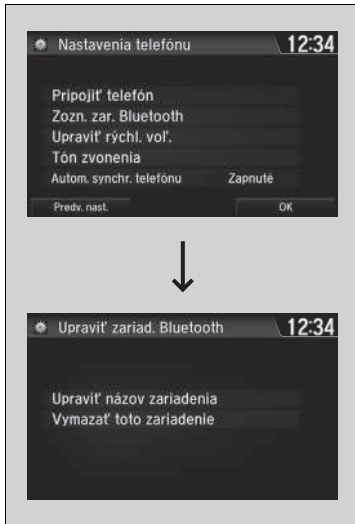 Nastavenia telefónu 12:34
Pripojiť telefón
Zozn. zar. Bluetooth
Upraviť rýchl. voľ.
Tón zvonenia
Autom. synchr. telefónu Zapnuté
Predv. nast. OK
Upraviť zariad. Bluetooth 12:34
Upraviť názov zariadenia
Vymazať toto zariadenie